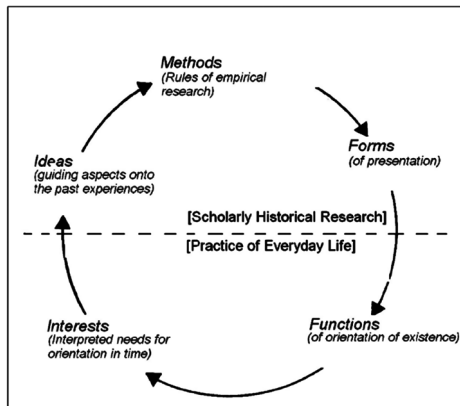 Methods
(Rules of empirical
research)
Forms
(of presentation)
Ideas
(guiding aspects onto
the past experiences)
[Scholarly Historical Research]
[Practice of Everyday Life]
Interests
(Interpreted needs for
orientation in time)
Functions
(of orientation of existence)